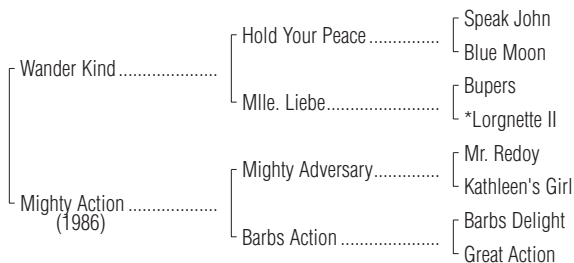 Speak John
Hold Your Peace ...............
Blue Moon
Wander Kind .....................
Bupers
Mlle. Liebe........................
*Lorgnette II
Mr. Redoy
Mighty Adversary..............
Kathleen's Girl
Mighty Action ...................
(1986)
Barbs Delight
Barbs Action .....................
Great Action